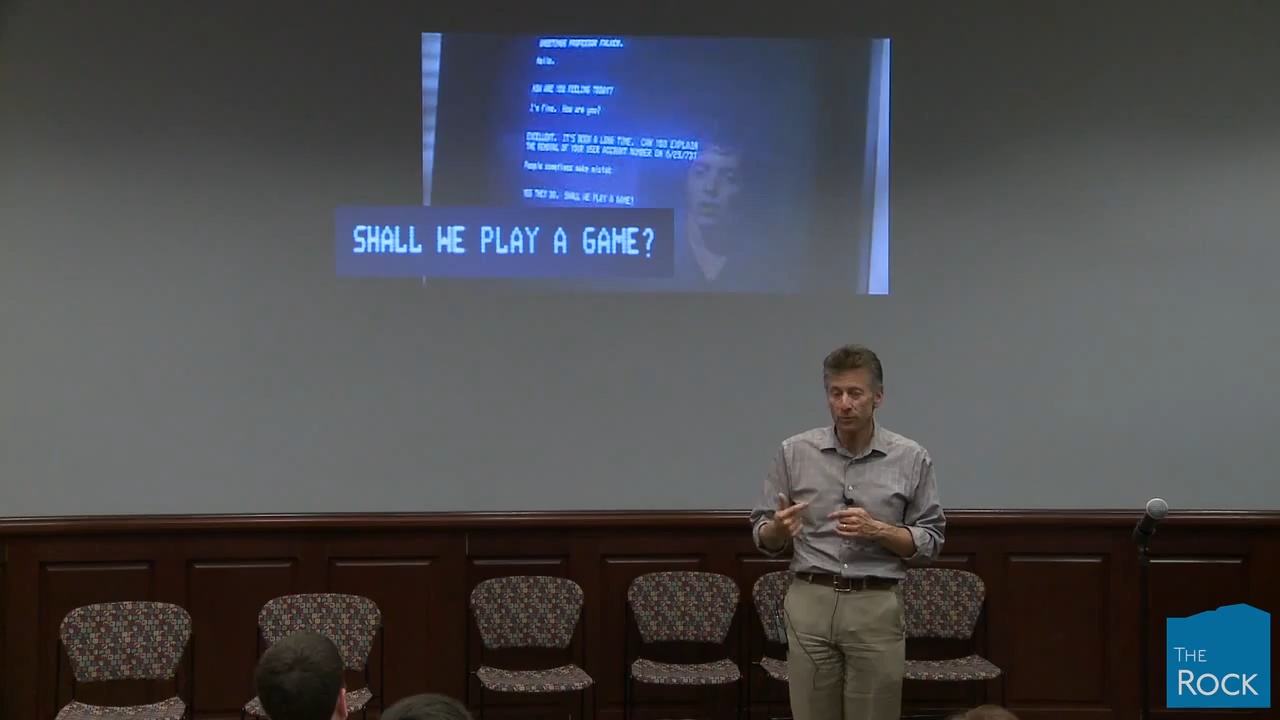 GREETINGS PROFESSOR FALKEN.
Hello.
HOW ARE YOU FEELING TODAY?
I'm fine. How are you?
EXCELLENT. IT'S BEEN A LONG TIME. CAN YOU EXPLAIN
THE REMOVAL OF YOUR USER ACCOUNT NUMBER ON 6/23/73?
People sometimes make mistak
YES THEY DO. SHALL WE PLAY A GAME?
SHALL WE PLAY A GAME?
THE
ROCK